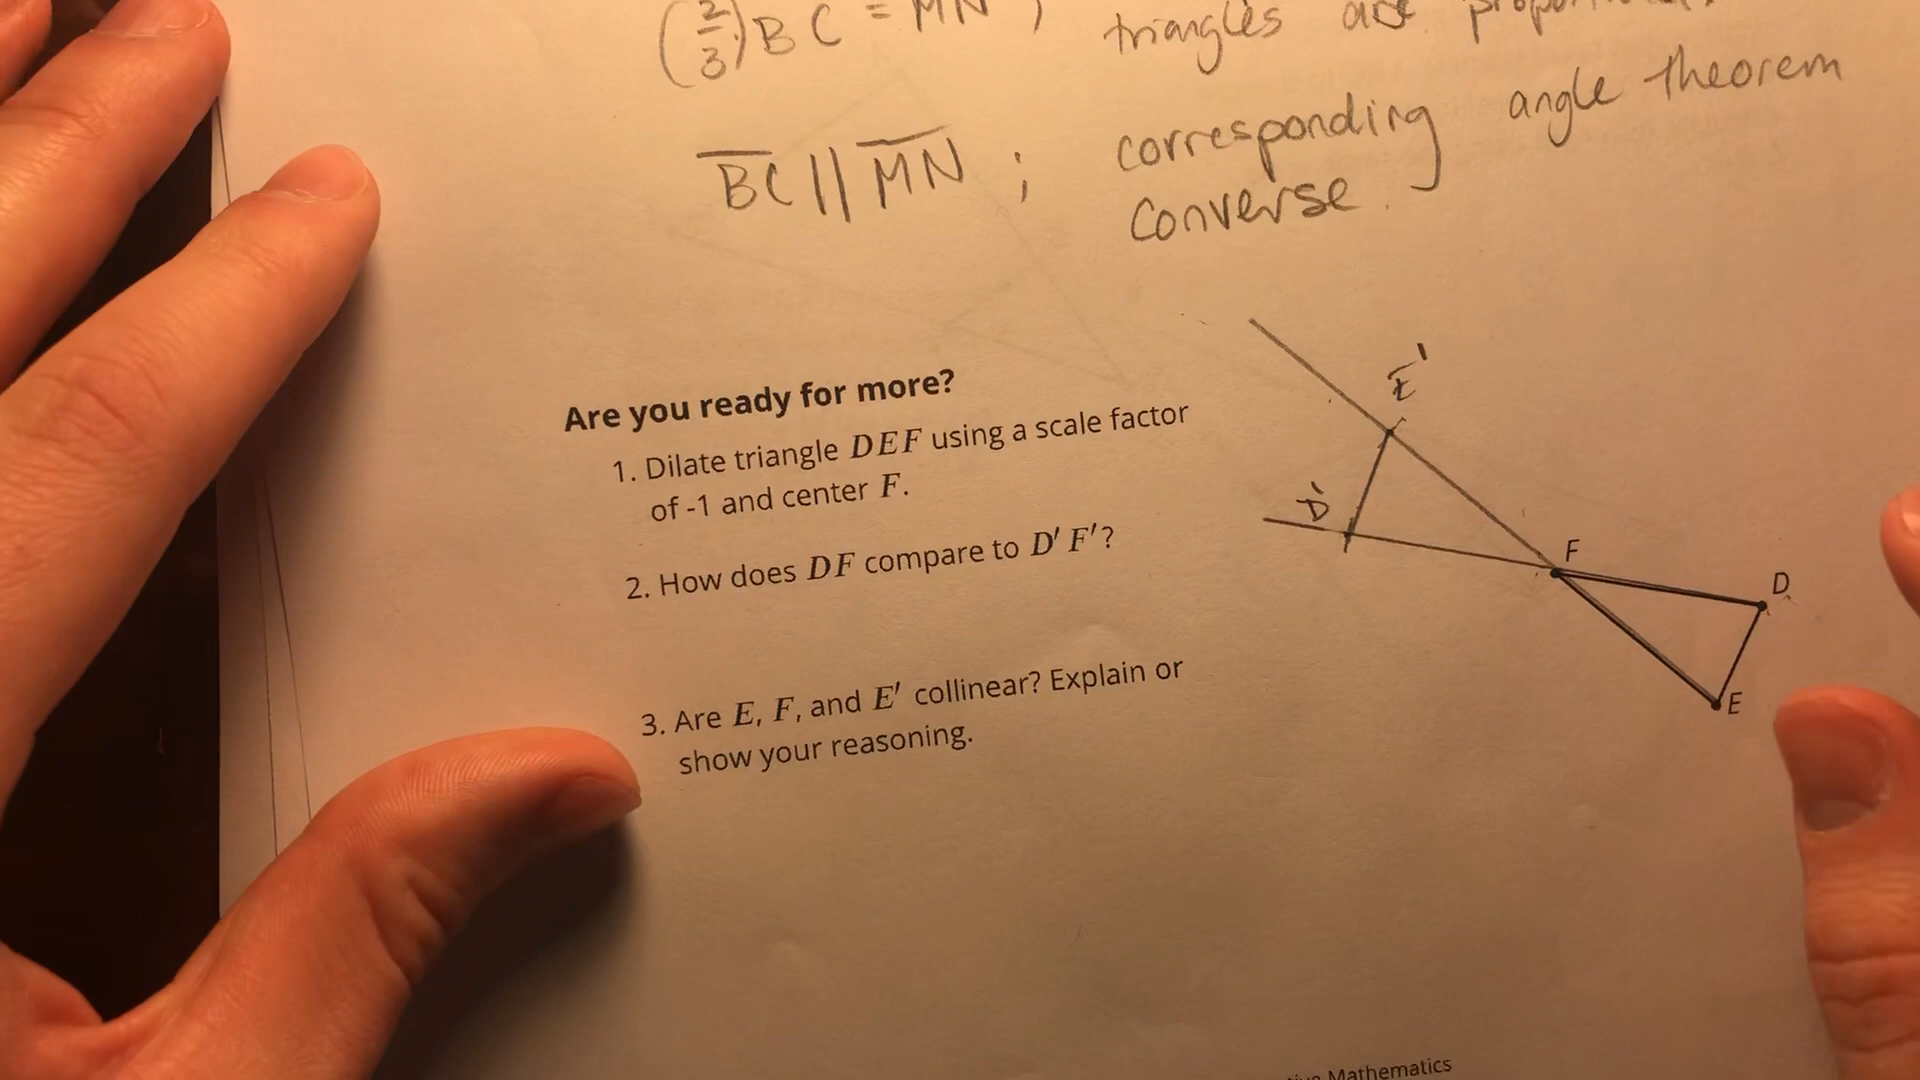 (2/3) BC = MN ; triangles are
BC || MN ; corresponding angle theorem
converse.
Are you ready for more?
1. Dilate triangle DEF using a scale factor
of -1 and center F.
2. How does DF compare to D′F′?
3. Are E, F, and E′ collinear? Explain or
show your reasoning.
E'
D'
F
D
E
Mathematics